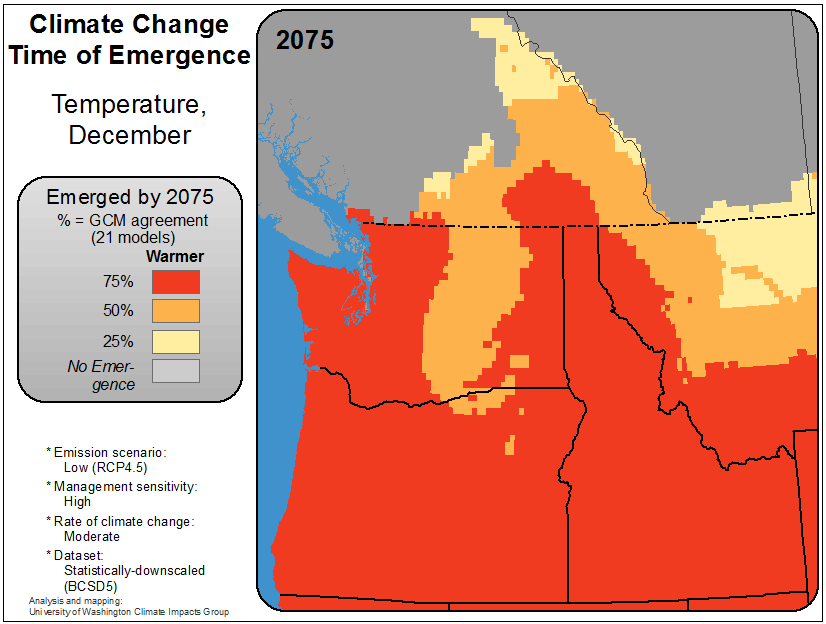 Climate Change
Time of Emergence
Temperature,
December
2075
Emerged by 2075
% = GCM agreement
(21 models)
Warmer
75%
50%
25%
No Emer-
gence
* Emission scenario:
Low (RCP4.5)
* Management sensitivity:
High
* Rate of climate change:
Moderate
* Dataset:
Statistically-downscaled
(BCSD5)
Analysis and mapping:
University of Washington Climate Impacts Group